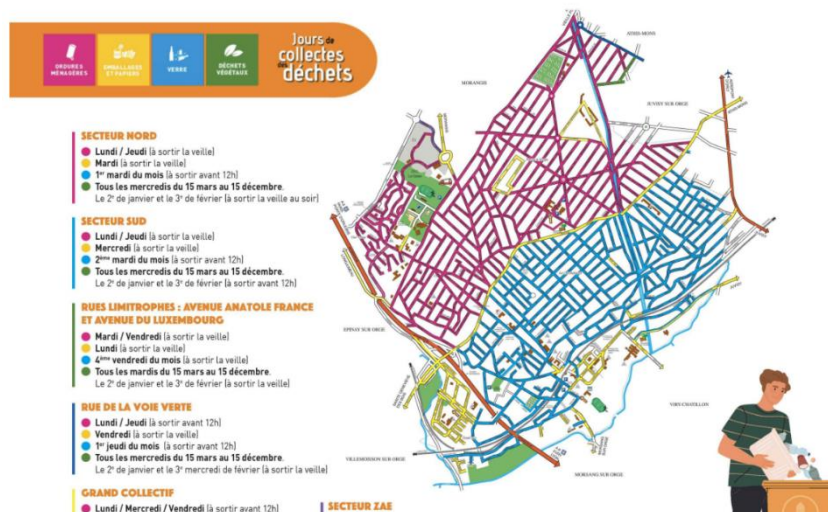 ORDURES
MÉNAGÈRES
EMBALLAGES
ET PAPIERS
VERRE
DÉCHETS
VÉGÉTAUX
Jours de
collectes
des déchets
SECTEUR NORD
Lundi / Jeudi (à sortir la veille)
Mardi (à sortir la veille)
1er mardi du mois (à sortir avant 12h)
Tous les mercredis du 15 mars au 15 décembre.
Le 2e de janvier et le 3e de février (à sortir la veille au soir)
SECTEUR SUD
Lundi / Jeudi (à sortir la veille)
Mercredi (à sortir la veille)
2ème mardi du mois (à sortir avant 12h)
Tous les mercredis du 15 mars au 15 décembre.
Le 2e de janvier et le 3e de février (à sortir avant 12h)
RUES LIMITROPHES : AVENUE ANATOLE FRANCE
ET AVENUE DU LUXEMBOURG
Mardi / Vendredi (à sortir la veille)
Lundi (à sortir la veille)
4ème vendredi du mois (à sortir la veille)
Tous les mardis du 15 mars au 15 décembre.
Le 2e de janvier et le 3e de février (à sortir la veille)
RUE DE LA VOIE VERTE
Lundi / Jeudi (à sortir avant 12h)
Vendredi (à sortir la veille)
1er jeudi du mois (à sortir avant 12h)
Tous les mercredis du 15 mars au 15 décembre.
Le 2e de janvier et le 3e mercredi de février (à sortir la veille)
GRAND COLLECTIF
Lundi / Mercredi / Vendredi (à sortir avant 12h)
SECTEUR ZAE
ATHIS-MONS
MORANGIS
JUVISY SUR ORGE
EPINAY SUR ORGE
VIRY CHATILLON
VILLEMOISSON SUR ORGE
MORSANG SUR ORGE